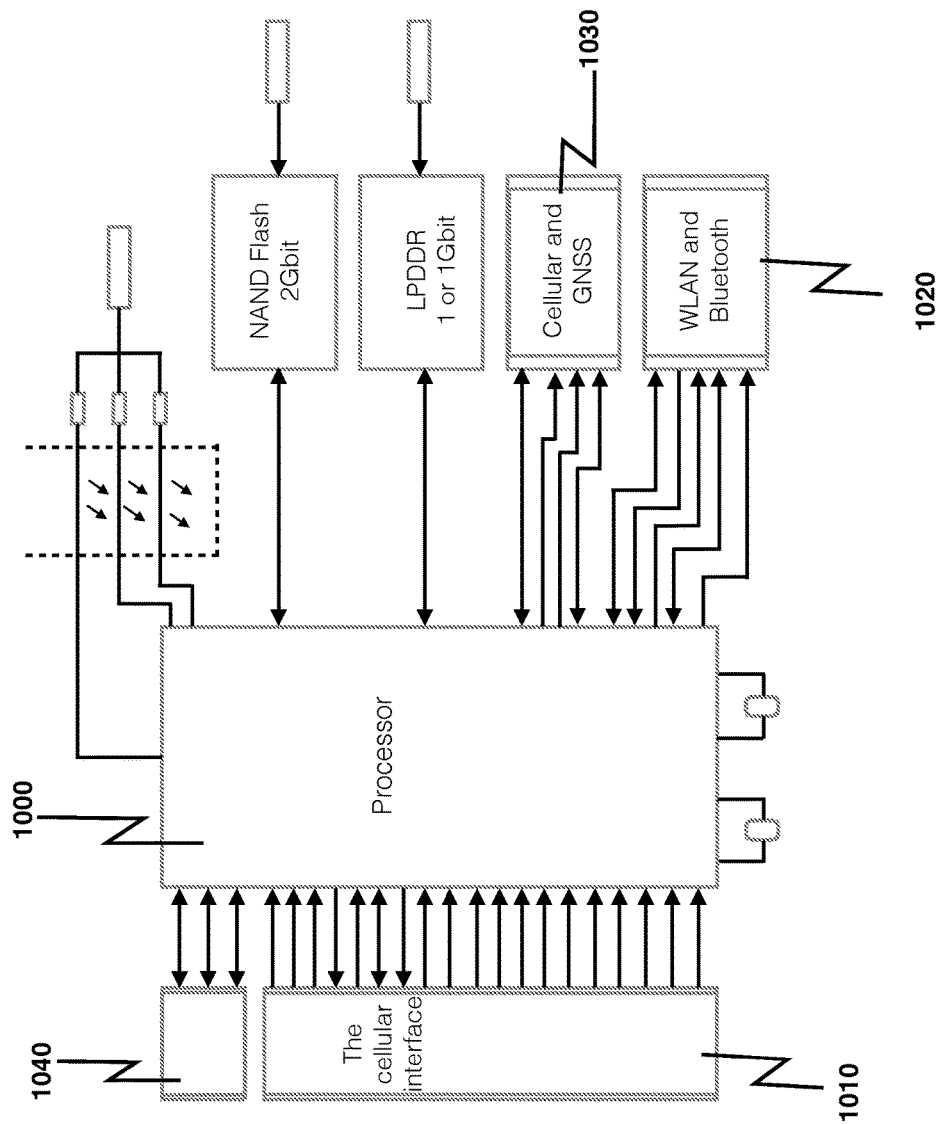 1000
1040
The
cellular
interface
1010
Processor
NAND Flash
2Gbit
LPDDR
1 or 1Gbit
Cellular and
GNSS
1030
WLAN and
Bluetooth
1020